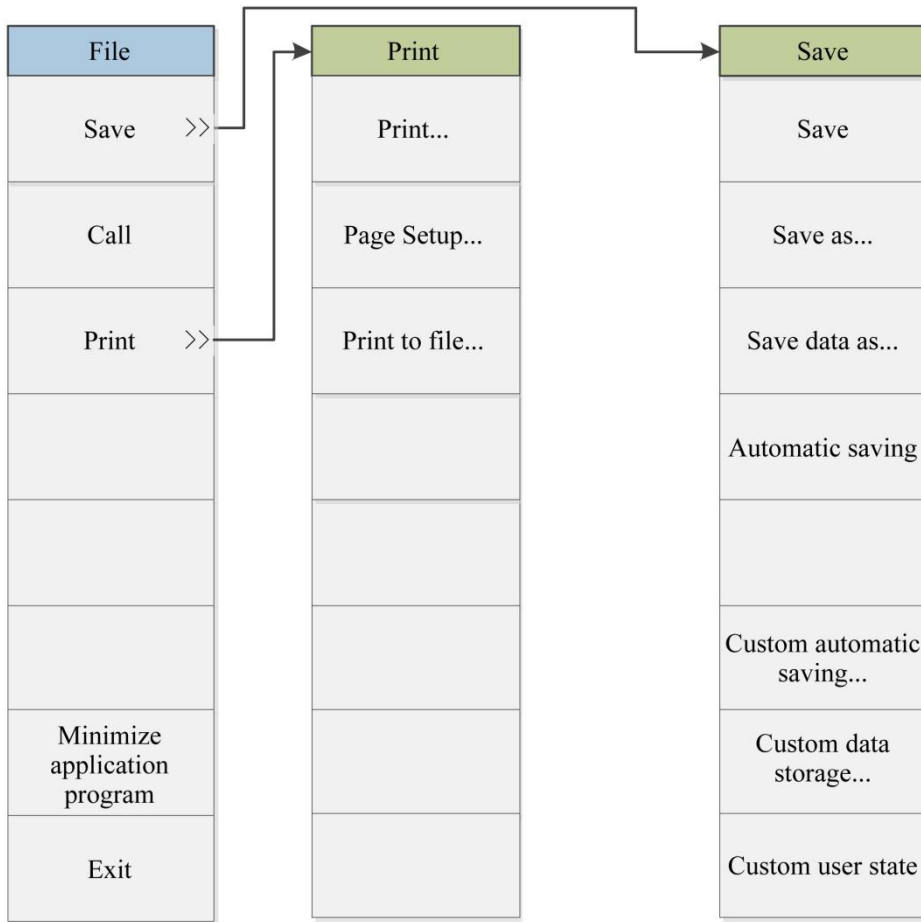 File
Save >>
Call
Print >>
Minimize
application
program
Exit
Print
Print...
Page Setup...
Print to file...
Save
Save
Save as...
Save data as...
Automatic saving
Custom automatic
saving...
Custom data
storage...
Custom user state